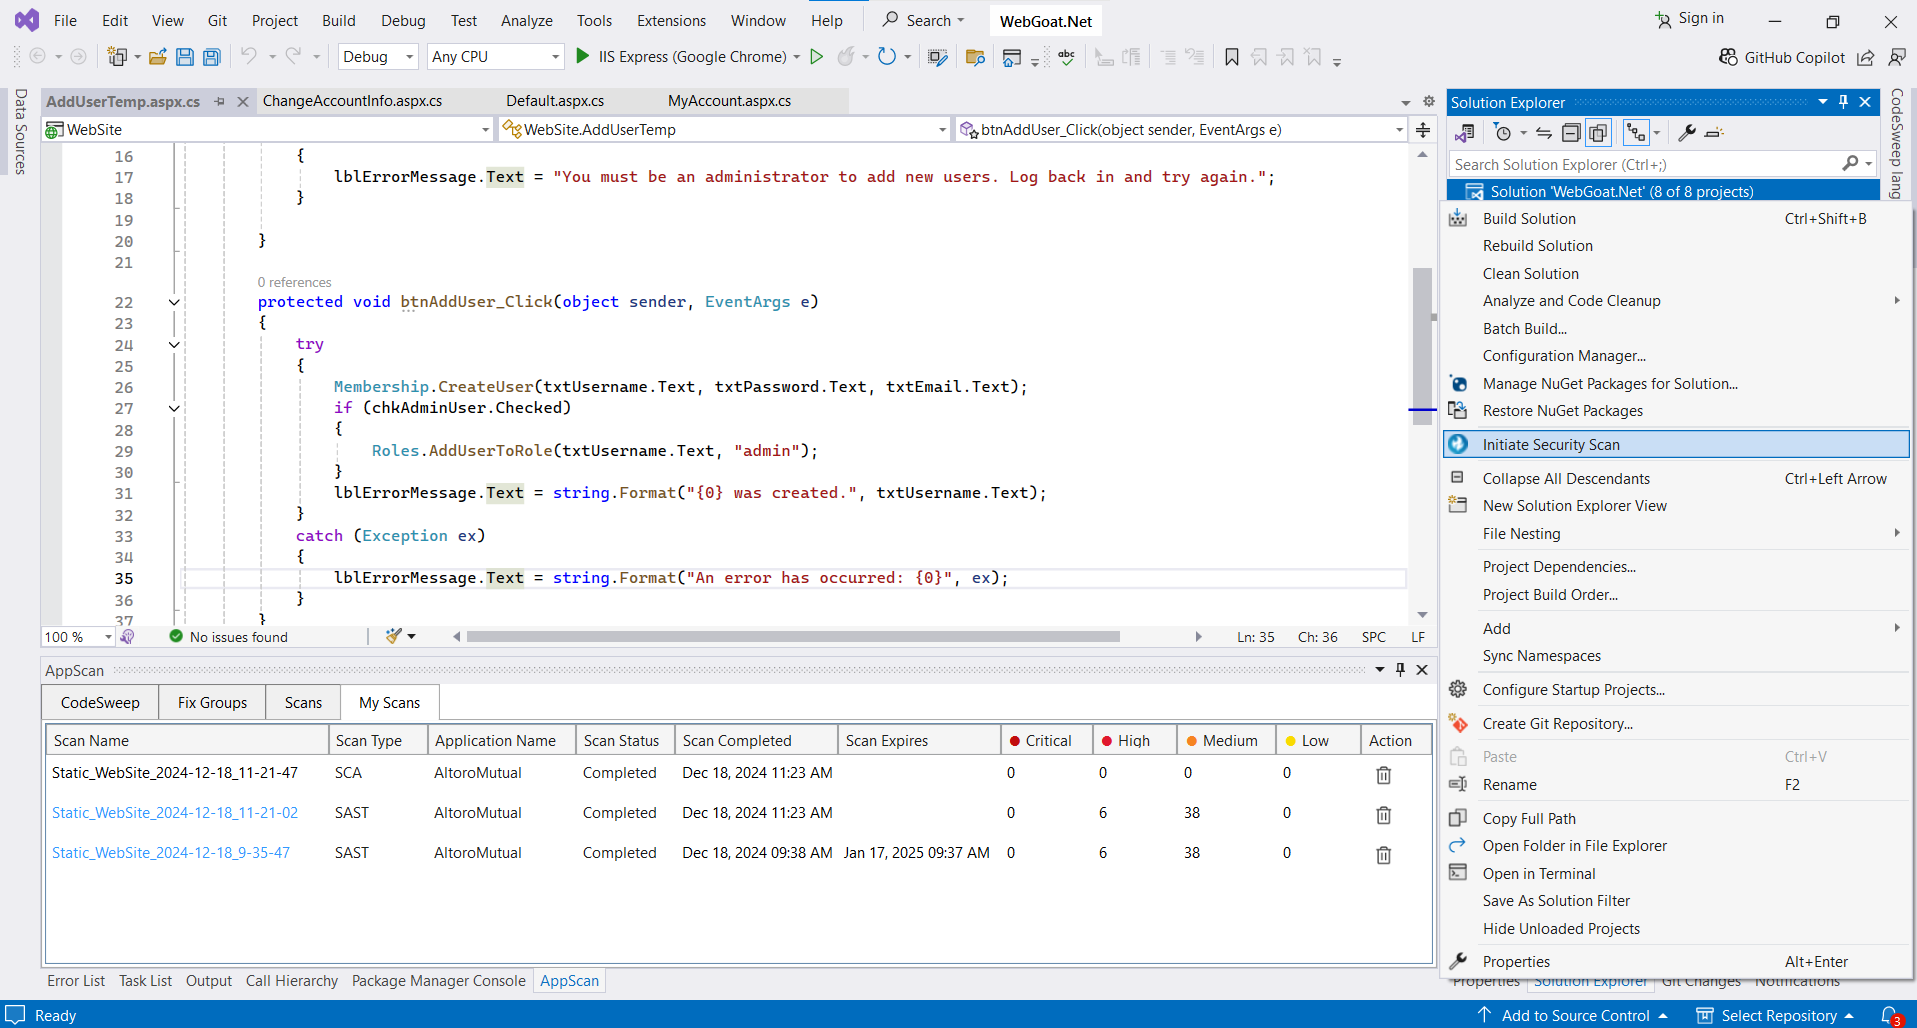 File Edit View Git Project Build Debug Test Analyze Tools Extensions Window Help Search WebGoat.Net Sign in
Debug Any CPU IIS Express (Google Chrome) abc GitHub Copilot
Data Sources
AddUserTemp.aspx.cs ChangeAccountInfo.aspx.cs Default.aspx.cs MyAccount.aspx.cs
WebSite WebSite.AddUserTemp btnAddUser_Click(object sender, EventArgs e)
16 {
17 lblErrorMessage.Text = "You must be an administrator to add new users. Log back in and try again.";
18 }
19
20 }
21
0 references
22 protected void btnAddUser_Click(object sender, EventArgs e)
23 {
24 try
25 {
26 Membership.CreateUser(txtUsername.Text, txtPassword.Text, txtEmail.Text);
27 if (chkAdminUser.Checked)
28 {
29 Roles.AddUserToRole(txtUsername.Text, "admin");
30 }
31 lblErrorMessage.Text = string.Format("{0} was created.", txtUsername.Text);
32 }
33 catch (Exception ex)
34 {
35 lblErrorMessage.Text = string.Format("An error has occurred: {0}", ex);
36 }
37 }
100 % No issues found Ln: 35 Ch: 36 SPC LF
AppScan
CodeSweep Fix Groups Scans My Scans
Scan Name Scan Type Application Name Scan Status Scan Completed Scan Expires Critical High Medium Low Action
Static_WebSite_2024-12-18_11-21-47 SCA AltoroMutual Completed Dec 18, 2024 11:23 AM 0 0 0 0
Static_WebSite_2024-12-18_11-21-02 SAST AltoroMutual Completed Dec 18, 2024 11:23 AM 0 6 38 0
Static_WebSite_2024-12-18_9-35-47 SAST AltoroMutual Completed Dec 18, 2024 09:38 AM Jan 17, 2025 09:37 AM 0 6 38 0
Error List Task List Output Call Hierarchy Package Manager Console AppScan
Solution Explorer
Search Solution Explorer (Ctrl+;)
Solution 'WebGoat.Net' (8 of 8 projects)
CodeSweep lang
Build Solution Ctrl+Shift+B
Rebuild Solution
Clean Solution
Analyze and Code Cleanup
Batch Build...
Configuration Manager...
Manage NuGet Packages for Solution...
Restore NuGet Packages
Initiate Security Scan
Collapse All Descendants Ctrl+Left Arrow
New Solution Explorer View
File Nesting
Project Dependencies...
Project Build Order...
Add
Sync Namespaces
Configure Startup Projects...
Create Git Repository...
Paste Ctrl+V
Rename F2
Copy Full Path
Open Folder in File Explorer
Open in Terminal
Save As Solution Filter
Hide Unloaded Projects
Properties Alt+Enter
Properties Solution Explorer Git Changes Notifications
Ready Add to Source Control Select Repository 3